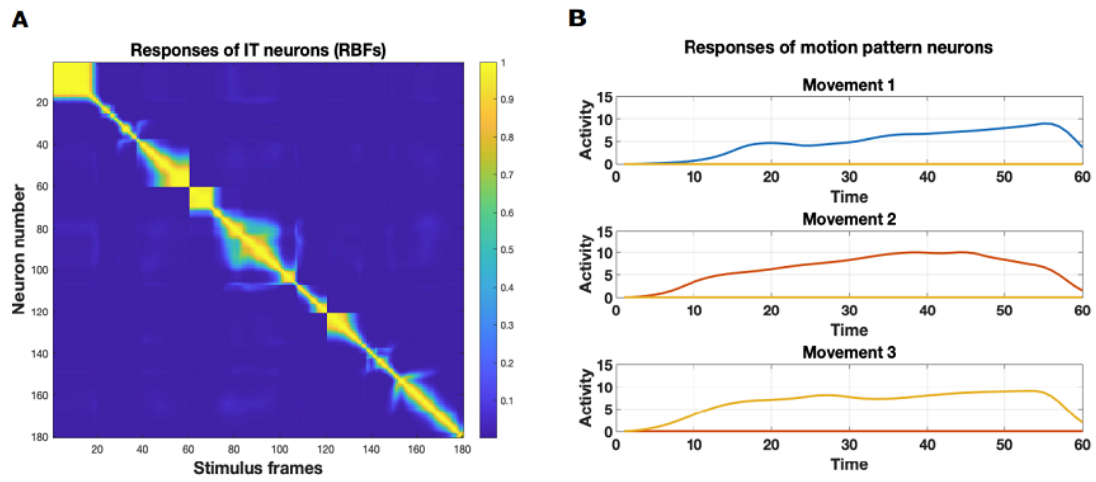 A
Responses of IT neurons (RBFs)
20
40
60
80
100
120
140
160
180
Neuron number
20 40 60 80 100 120 140 160 180
Stimulus frames
1
0.9
0.8
0.7
0.6
0.5
0.4
0.3
0.2
0.1
B
Responses of motion pattern neurons
Movement 1
15
10
5
0
Activity
0 10 20 30 40 50 60
Time
Movement 2
15
10
5
0
Activity
0 10 20 30 40 50 60
Time
Movement 3
15
10
5
0
Activity
0 10 20 30 40 50 60
Time